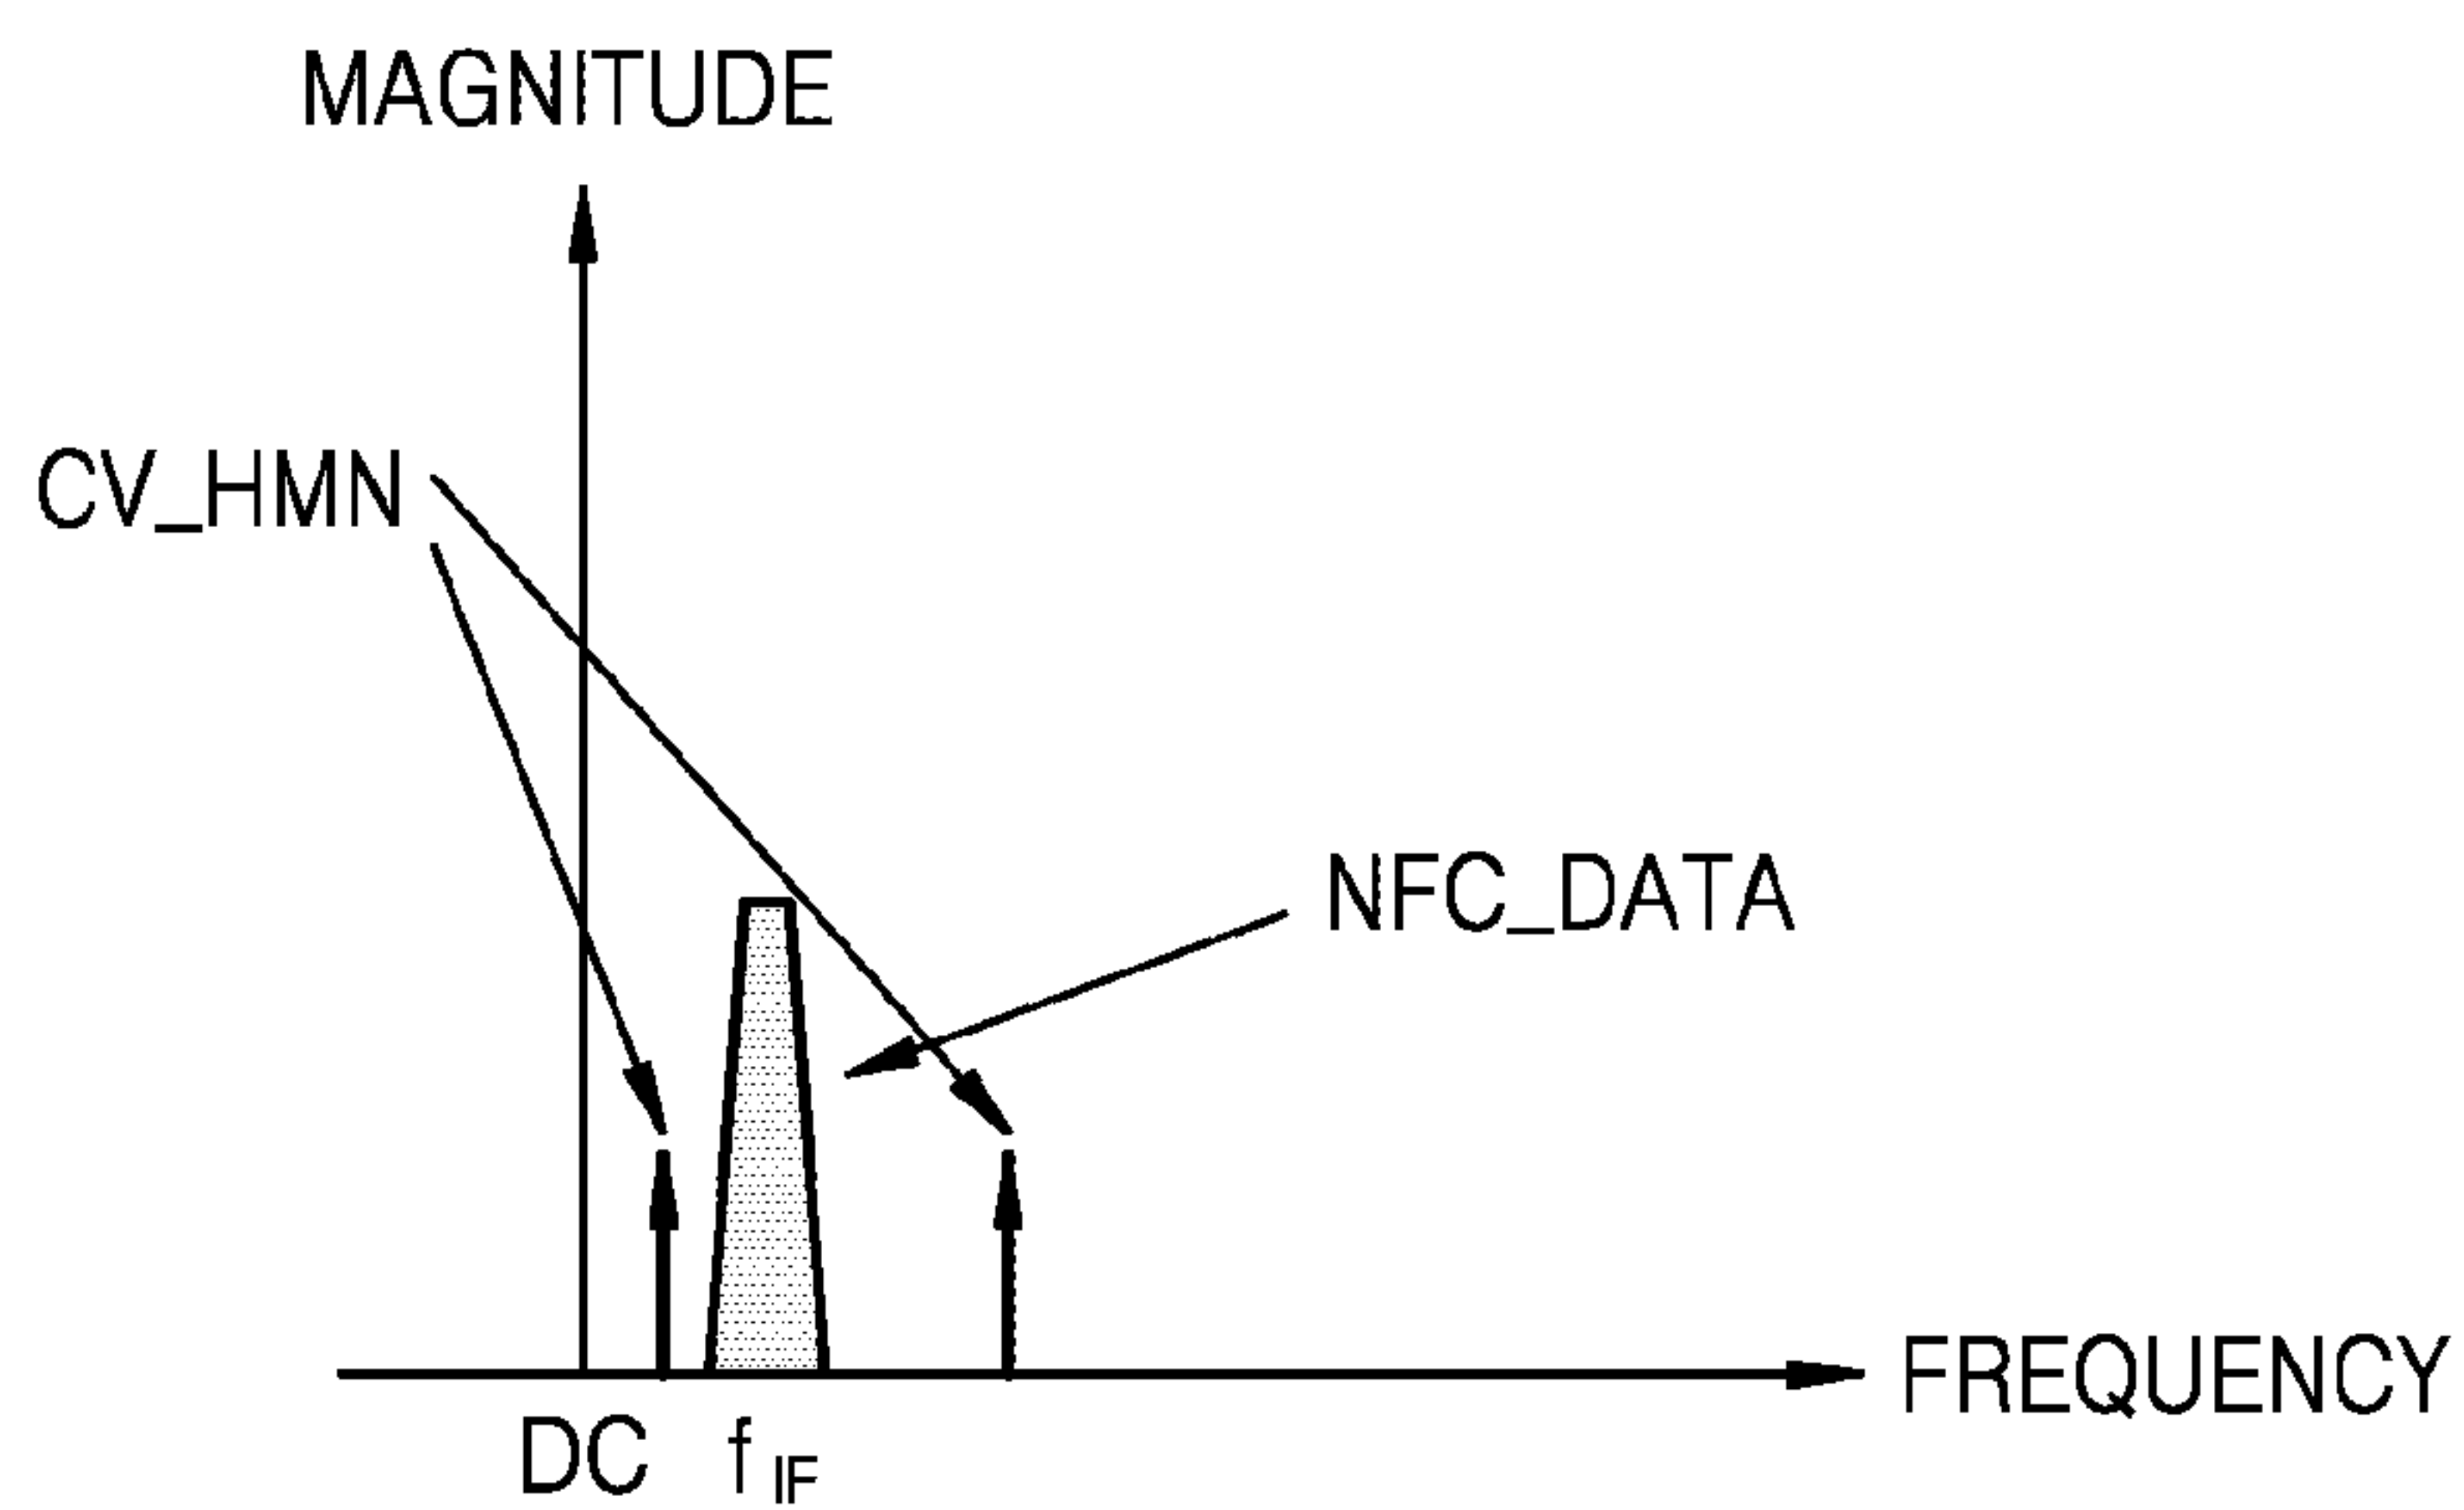 MAGNITUDE
CV_HMN
NFC_DATA
FREQUENCY
DC
f IF